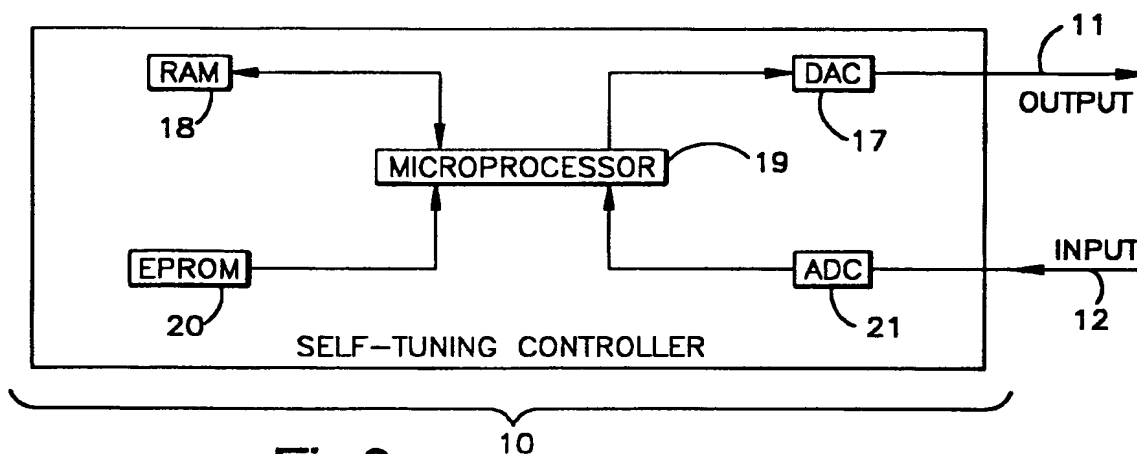 11
RAM
DAC
OUTPUT
18
17
MICROPROCESSOR
19
INPUT
EPROM
ADC
20
21
12
SELF-TUNING CONTROLLER
10